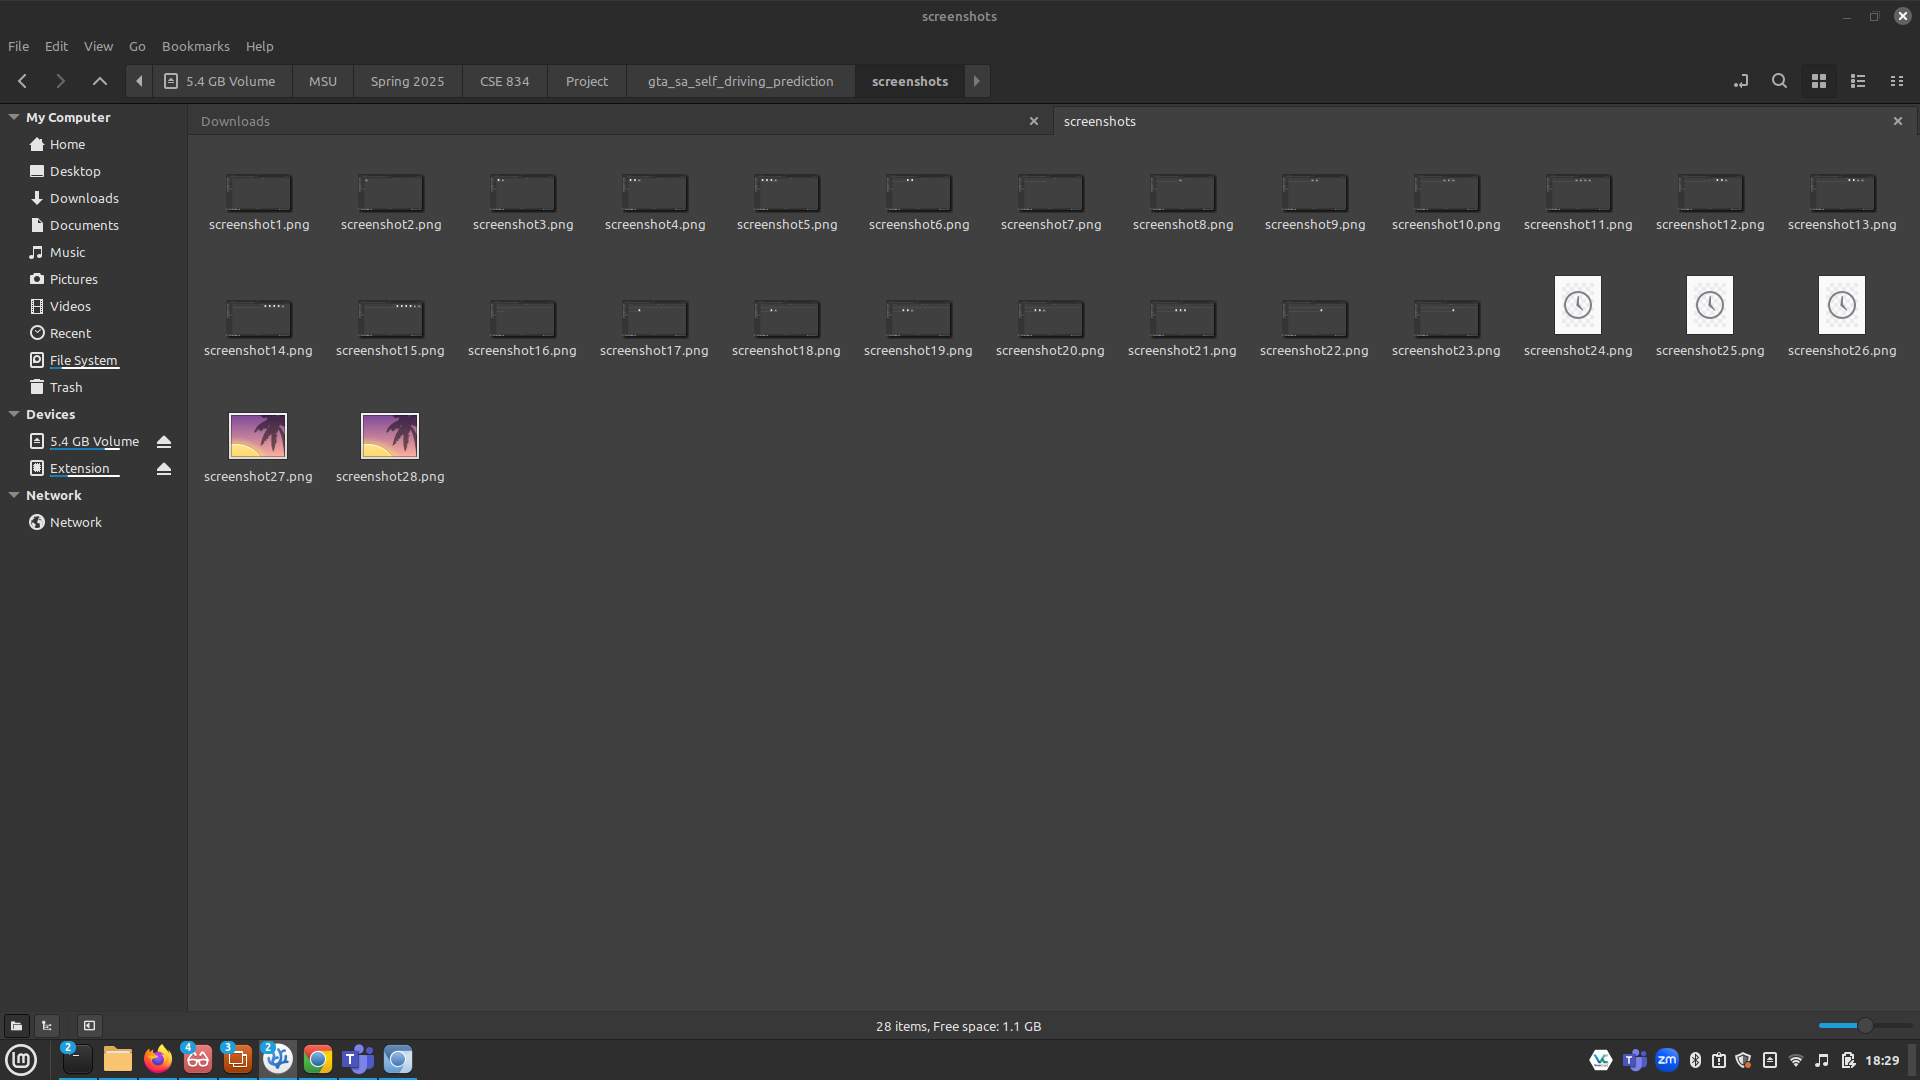 screenshots
File Edit View Go Bookmarks Help
5.4 GB Volume MSU Spring 2025 CSE 834 Project gta_sa_self_driving_prediction screenshots
My Computer
Home
Desktop
Downloads
Documents
Music
Pictures
Videos
Recent
File System
Trash
Devices
5.4 GB Volume
Extension
Network
Network
Downloads screenshots
screenshot1.png screenshot2.png screenshot3.png screenshot4.png screenshot5.png screenshot6.png screenshot7.png screenshot8.png screenshot9.png screenshot10.png screenshot11.png screenshot12.png screenshot13.png
screenshot14.png screenshot15.png screenshot16.png screenshot17.png screenshot18.png screenshot19.png screenshot20.png screenshot21.png screenshot22.png screenshot23.png screenshot24.png screenshot25.png screenshot26.png
screenshot27.png screenshot28.png
28 items, Free space: 1.1 GB
2 4 3 2 T VC T zm 18:29